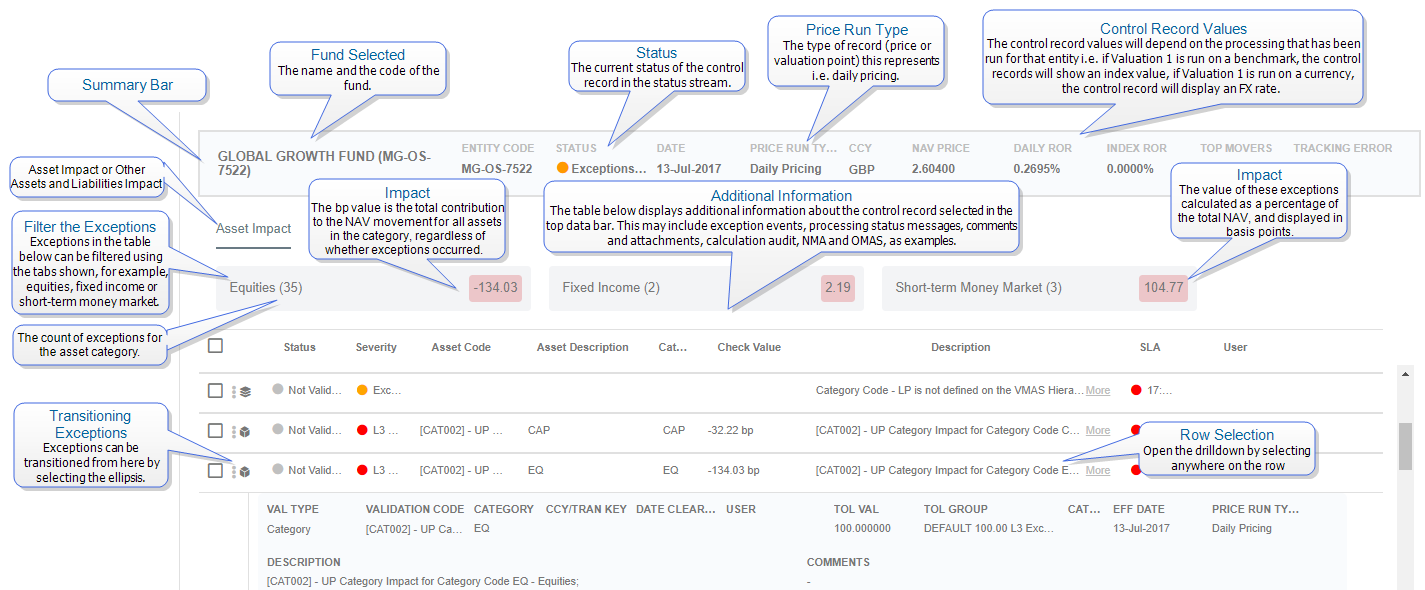 Summary Bar
Fund Selected
The name and the code of the
fund.
Status
The current status of the control
record in the status stream.
Price Run Type
The type of record (price or
valuation point) this represents
i.e. daily pricing.
Control Record Values
The control record values will depend on the processing that has been
run for that entity i.e. if Valuation 1 is run on a benchmark, the control
records will show an index value, if Valuation 1 is run on a currency,
the control record will display an FX rate.
GLOBAL GROWTH FUND (MG-OS-
7522)
ENTITY CODE STATUS DATE PRICE RUN TY... CCY NAV PRICE DAILY ROR INDEX ROR TOP MOVERS TRACKING ERROR
MG-OS-7522 Exceptions... 13-Jul-2017 Daily Pricing GBP 2.60400 0.2695% 0.0000%
Asset Impact or Other
Assets and Liabilities Impact
Impact
The bp value is the total contribution
to the NAV movement for all assets
in the category, regardless of
whether exceptions occurred.
Additional Information
The table below displays additional information about the control record selected in the
top data bar. This may include exception events, processing status messages, comments
and attachments, calculation audit, NMA and OMAS, as examples.
Impact
The value of these exceptions
calculated as a percentage of
the total NAV, and displayed in
basis points.
Filter the Exceptions
Exceptions in the table
below can be filtered using
the tabs shown, for example,
equities, fixed income or
short-term money market.
Asset Impact
Equities (35) -134.03 Fixed Income (2) 2.19 Short-term Money Market (3) 104.77
The count of exceptions for
the asset category.
Status Severity Asset Code Asset Description Cat... Check Value Description SLA User
Not Valid... Exc... Category Code - LP is not defined on the VMAS Hiera... More 17:...
Not Valid... L3 ... [CAT002] - UP ... CAP CAP -32.22 bp [CAT002] - UP Category Impact for Category Code C... More
Not Valid... L3 ... [CAT002] - UP ... EQ EQ -134.03 bp [CAT002] - UP Category Impact for Category Code E... More
Transitioning
Exceptions
Exceptions can be
transitioned from here by
selecting the ellipsis.
Row Selection
Open the drilldown by selecting
anywhere on the row
VAL TYPE VALIDATION CODE CATEGORY CCY/TRAN KEY DATE CLEAR... USER TOL VAL TOL GROUP CAT... EFF DATE PRICE RUN TY...
Category [CAT002] - UP Ca... EQ 100.000000 DEFAULT 100.00 L3 Exc... 13-Jul-2017 Daily Pricing
DESCRIPTION COMMENTS
[CAT002] - UP Category Impact for Category Code EQ - Equities; -